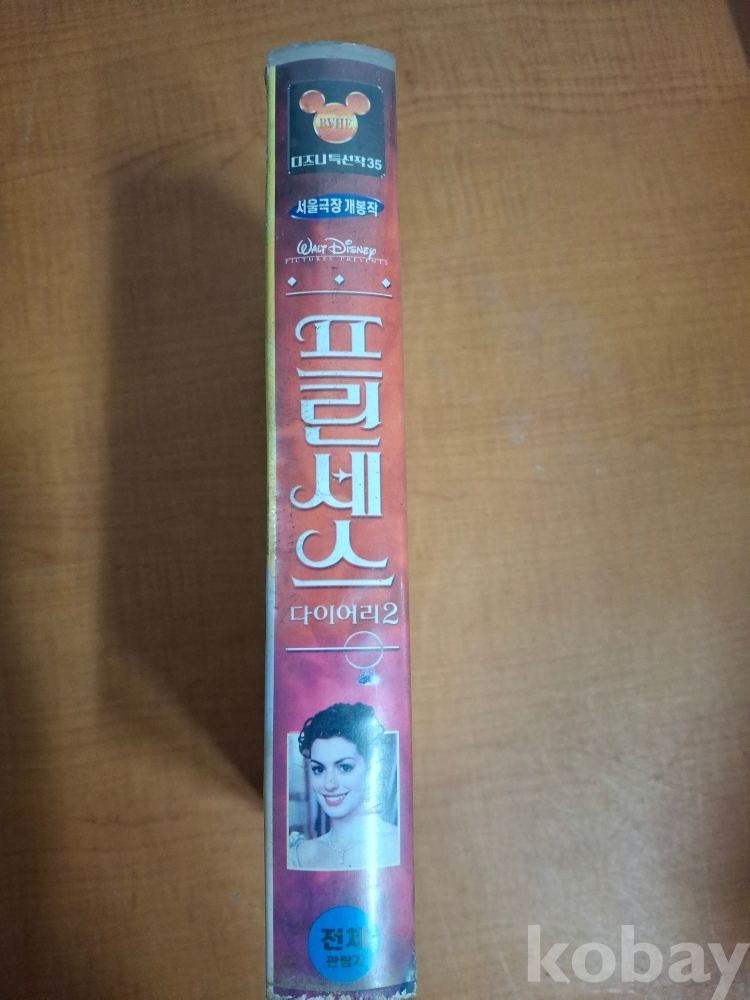 BVHE
디즈니특선작35
서울극장 개봉작
WALT DISNEY
PICTURES PRESENTS
프린세스
다이어리2
전체
관람가
kobay